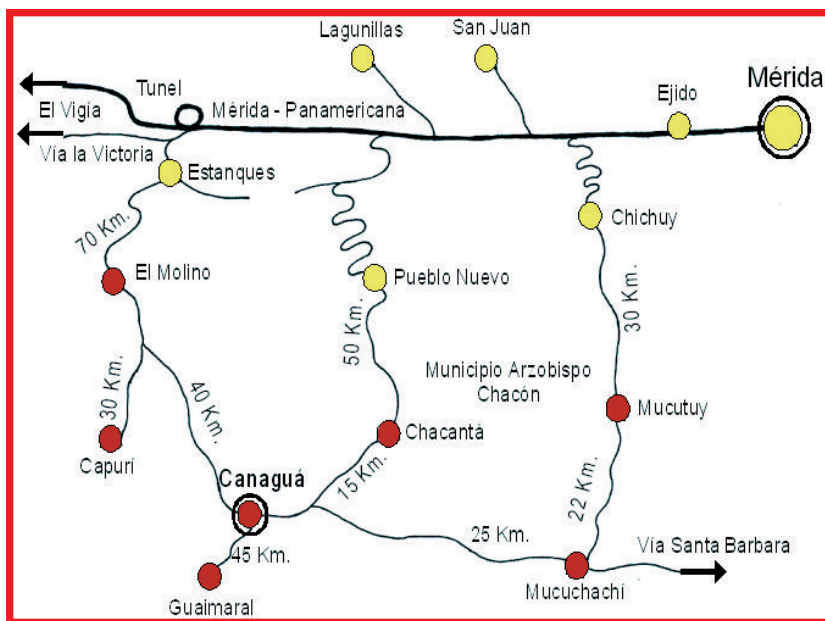 Lagunillas
San Juan
Mérida
Tunel
Ejido
El Vigía
Mérida - Panamericana
Vía la Victoria
Estanques
Chichuy
70 Km.
El Molino
Pueblo Nuevo
30 Km.
50 Km.
Municipio Arzobispo
Chacón
30 Km.
40 Km.
Mucutuy
Chacantá
Capurí
Canaguá
15 Km.
22 Km.
25 Km.
Vía Santa Barbara
45 Km.
Mucuchachí
Guaimaral